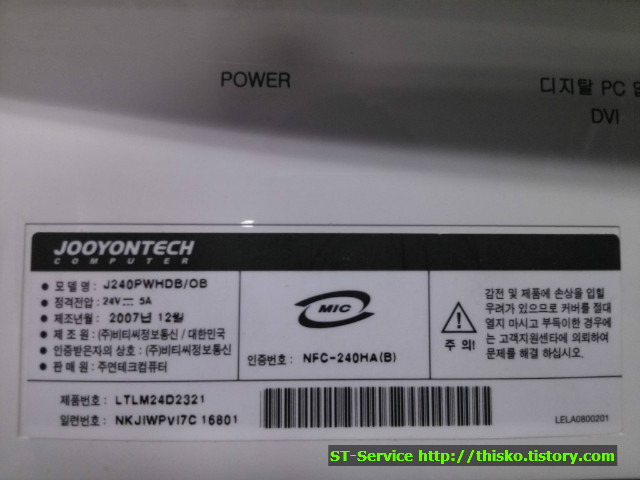 POWER
디지탈 PC 입
DVI
JOOYONTECH
COMPUTER
• 모 델 명 : J240PWHDB/OB
• 정격전압 : 24V⎓ 5A
• 제조년월 : 2007년 12월
• 제 조 원 : (주)비티씨정보통신 / 대한민국
• 인증받은자의 상호 : (주)비티씨정보통신
• 판 매 원 : 주연테크컴퓨터
MIC
인증번호 : NFC-240HA(B)
주 의!
감전 및 제품에 손상을 입힐
우려가 있으므로 커버를 절대
열지 마시고 부득이한 경우에
는 고객지원센타에 의뢰하여
문제를 해결 하십시오.
제품번호 : LTLM24D2321
일련번호 : NKJIWPVI7C 16801
LELA0800201
ST-Service http://thisko.tistory.com